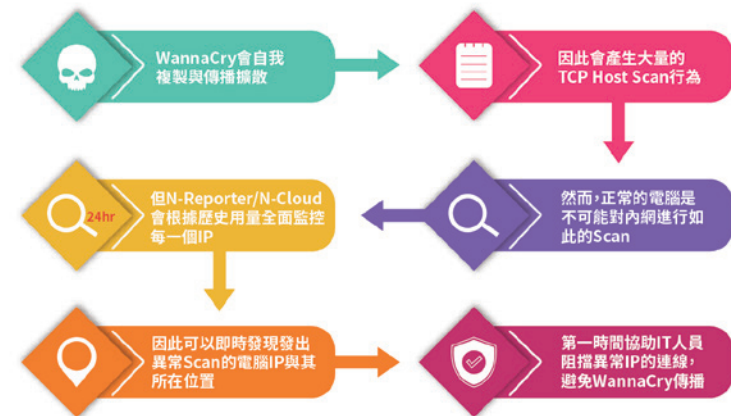 WannaCry會自我
複製與傳播擴散
因此會產生大量的
TCP Host Scan行為
然而,正常的電腦是
不可能對內網進行如
此的Scan
24hr
但N-Reporter/N-Cloud
會根據歷史用量全面監控
每一個IP
因此可以即時發現發出
異常Scan的電腦IP與其
所在位置
第一時間協助IT人員
阻擋異常IP的連線,
避免WannaCry傳播